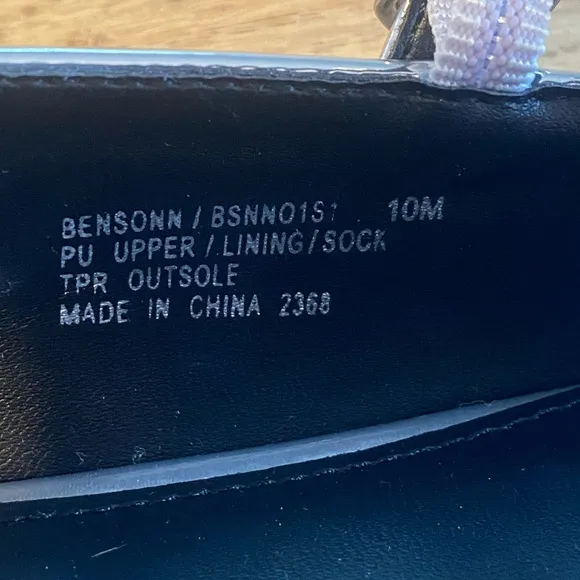 BENSONN / BSNN01S1 10M
PU UPPER / LINING / SOCK
TPR OUTSOLE
MADE IN CHINA 2368